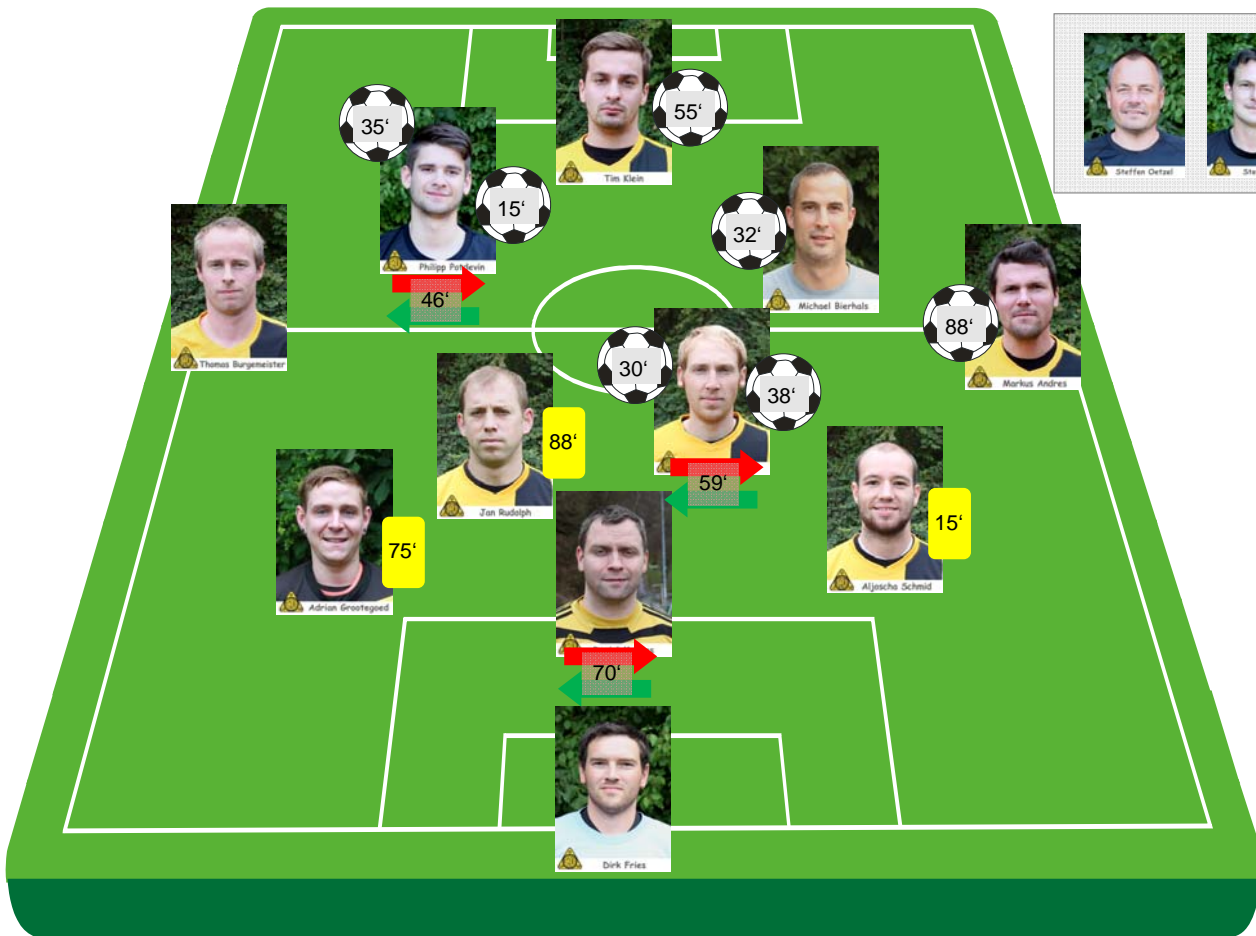 Tim Klein
55‘
35‘
15‘
Philipp Potdevin
46‘
32‘
Michael Bierhals
Steffen Oetzel
Ste
Thomas Burgemeister
88‘
Markus Andres
30‘
38‘
59‘
Jan Rudolph
88‘
Adrian Grootegoed
75‘
Aljoscha Schmid
15‘
70‘
Dirk Fries